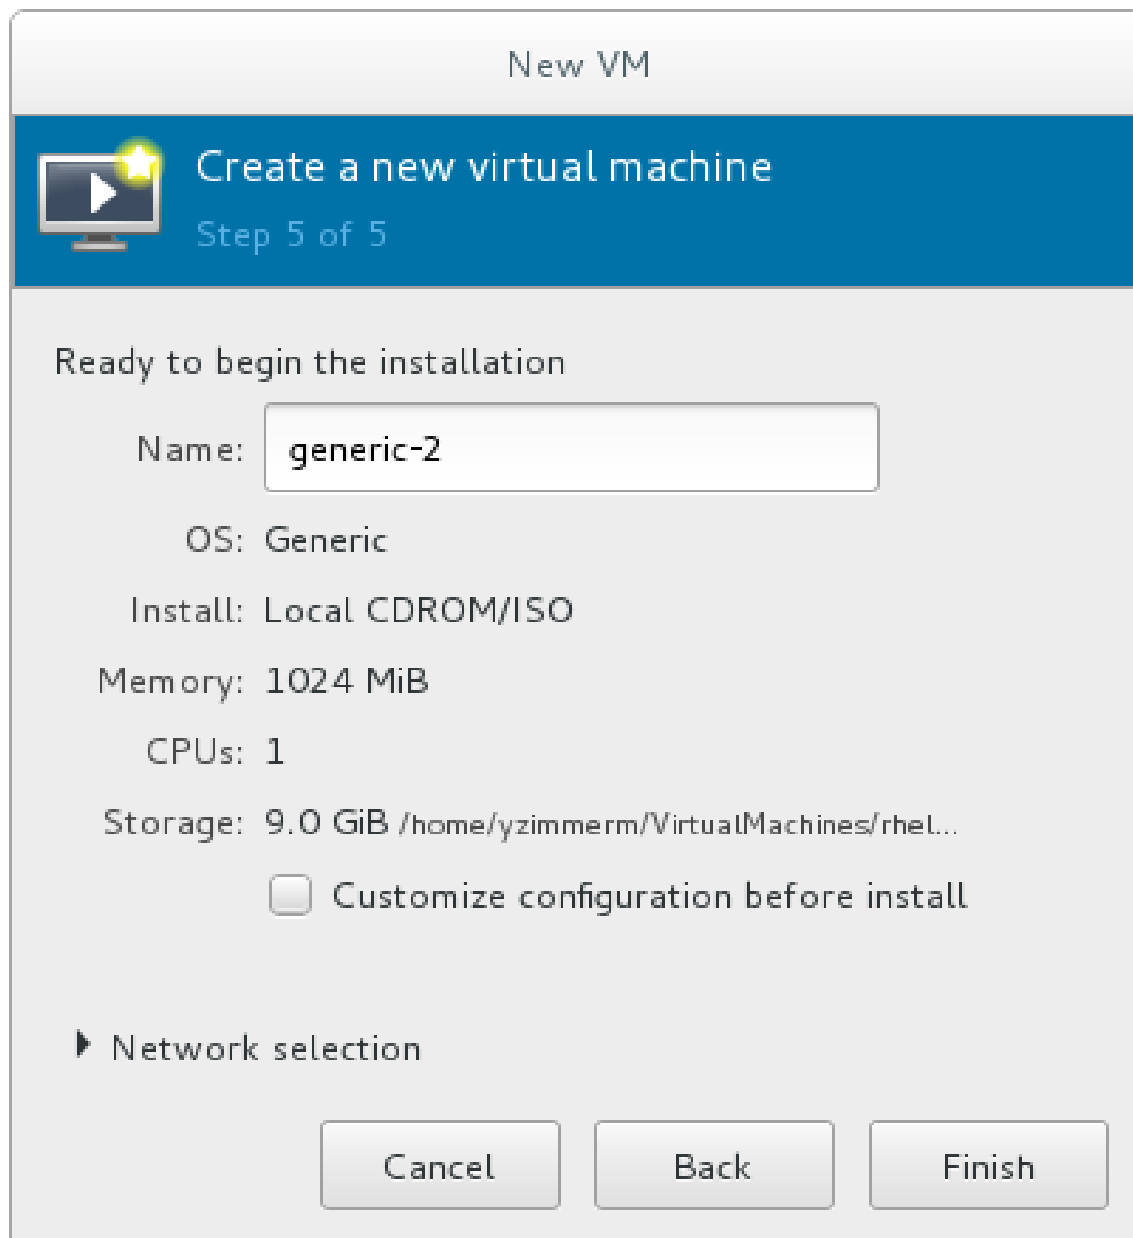 New VM
Create a new virtual machine
Step 5 of 5
Ready to begin the installation
Name: generic-2
OS: Generic
Install: Local CDROM/ISO
Memory: 1024 MiB
CPUs: 1
Storage: 9.0 GiB /home/yzimmerm/VirtualMachines/rhel...
Customize configuration before install
Network selection
Cancel Back Finish